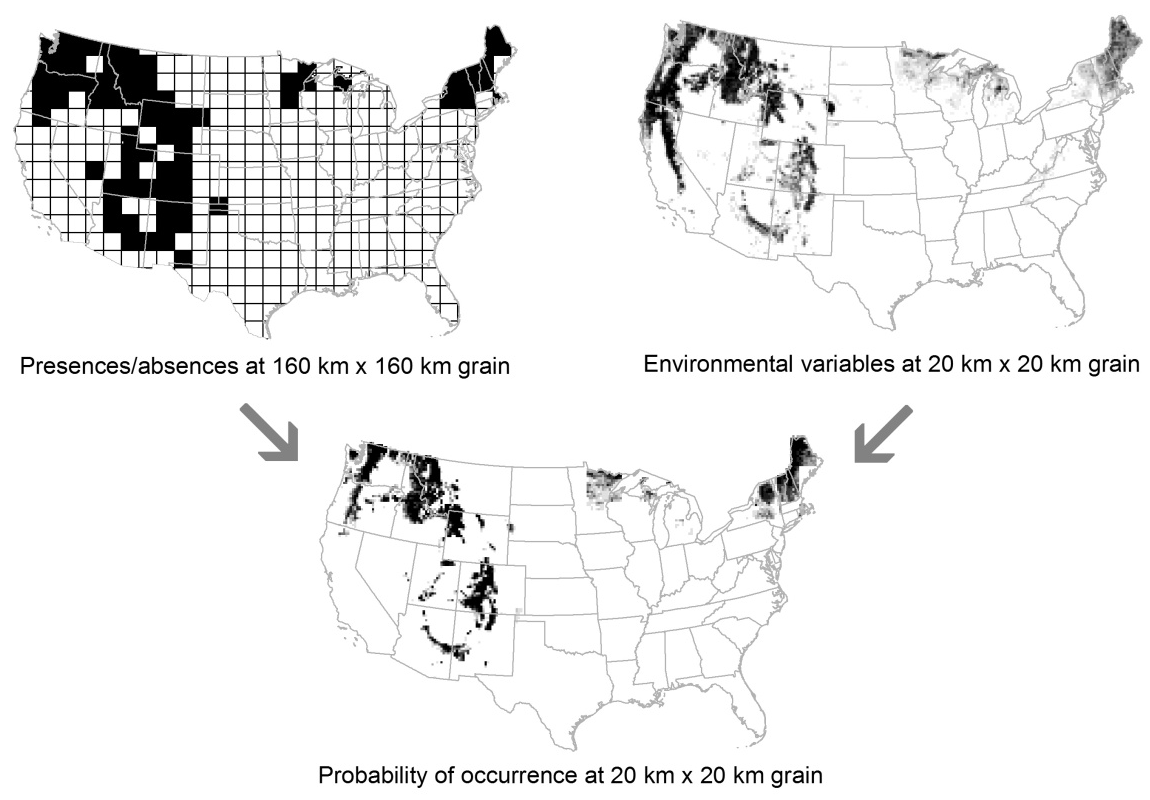 Presences/absences at 160 km x 160 km grain
Environmental variables at 20 km x 20 km grain
Probability of occurrence at 20 km x 20 km grain